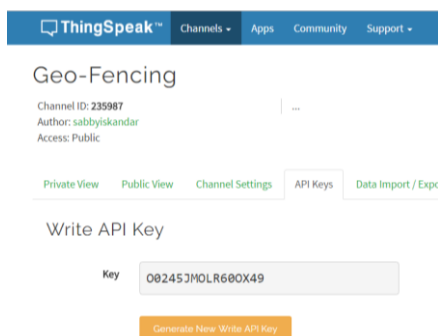 ThingSpeak™ Channels Apps Community Support
Geo-Fencing
Channel ID: 235987 ...
Author: sabbyiskandar
Access: Public
Private View Public View Channel Settings API Keys Data Import / Expo
Write API Key
Key O0245JMOLR60OX49
Generate New Write API Key